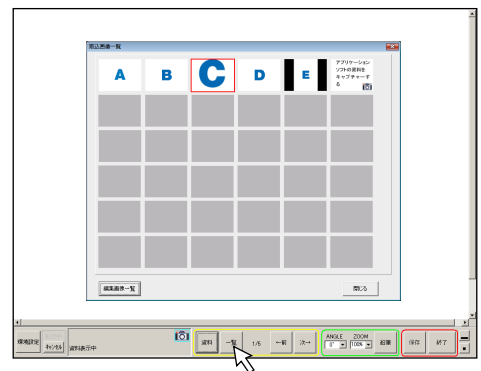 取込画像一覧
A
B
C
D
E
アプリケーション
ソフトの資料を
キャプチャーす
る
編集画像一覧
閉じる
環境設定
キャンセル
資料表示中
資料
一覧
1/5
←前
次→
ANGLE
ZOOM
0°
100%
起動
保存
終了